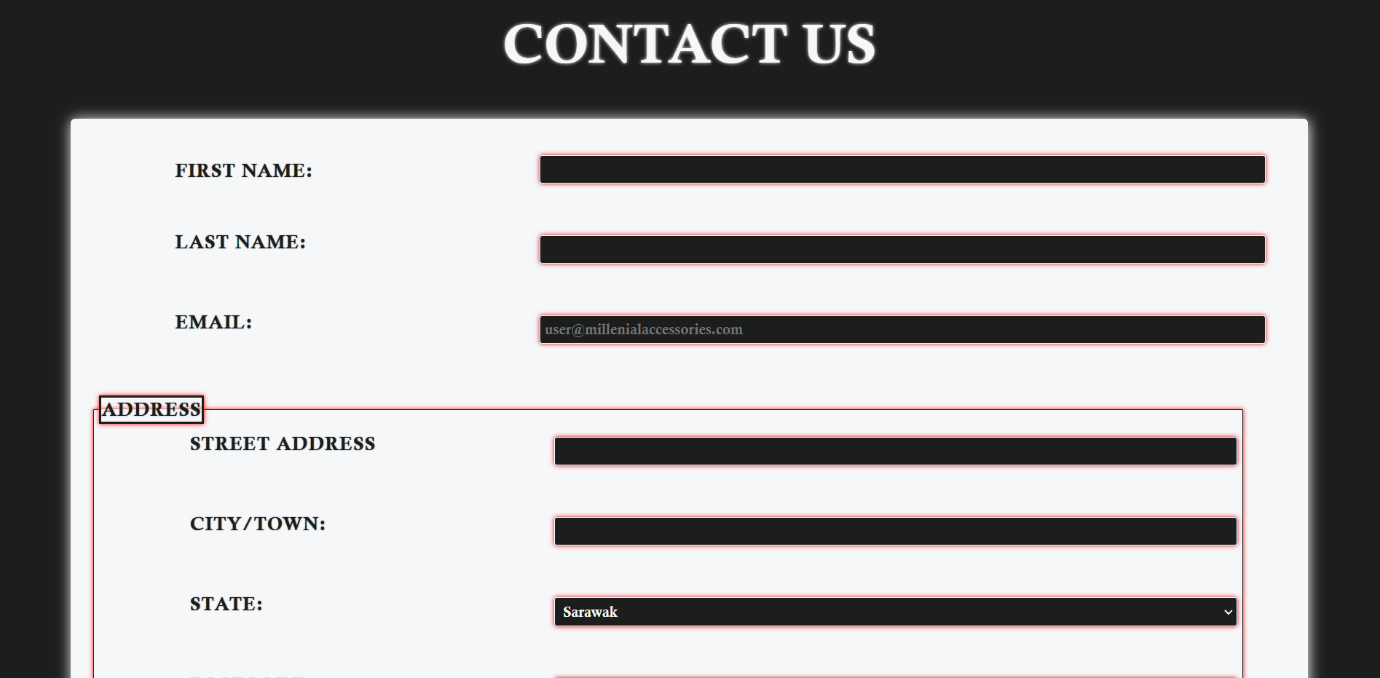 CONTACT US
FIRST NAME:
LAST NAME:
EMAIL:
user@millenialaccessories.com
ADDRESS
STREET ADDRESS
CITY/TOWN:
STATE:
Sarawak